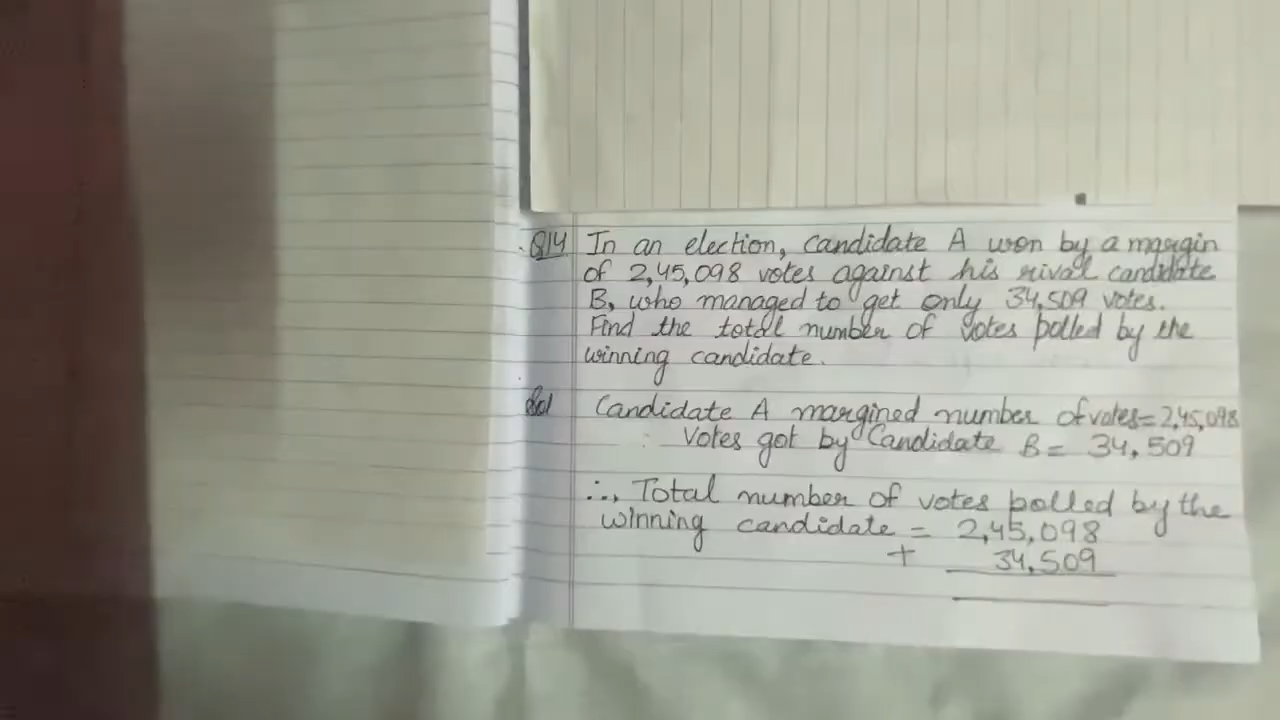 Q14 In an election, Candidate A won by a margin
of 2,45,098 votes against his rival candidate
B, who managed to get only 34,509 votes.
Find the total number of votes polled by the
winning candidate.
Sol Candidate A margined number of votes = 2,45,098
Votes got by Candidate B = 34,509
∴, Total number of votes polled by the
winning candidate = 2,45,098
+ 34,509